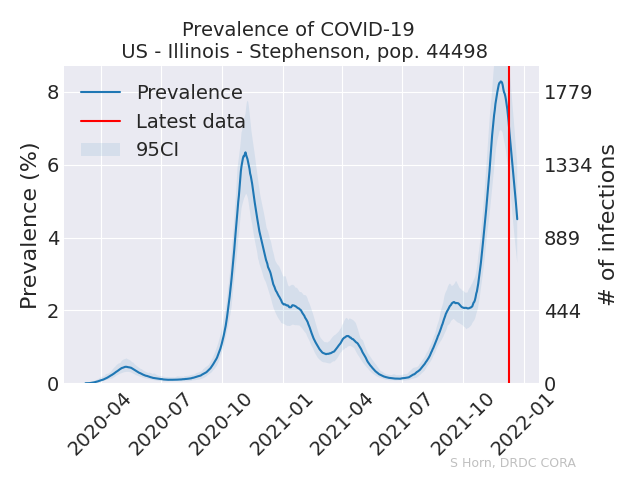 Prevalence of COVID-19
US - Illinois - Stephenson, pop. 44498
Prevalence
Latest data
95CI
Prevalence (%)
8
6
4
2
0
1779
1334
889
444
0
# of infections
2020-04
2020-07
2020-10
2021-01
2021-04
2021-07
2021-10
2022-01
S Horn, DRDC CORA